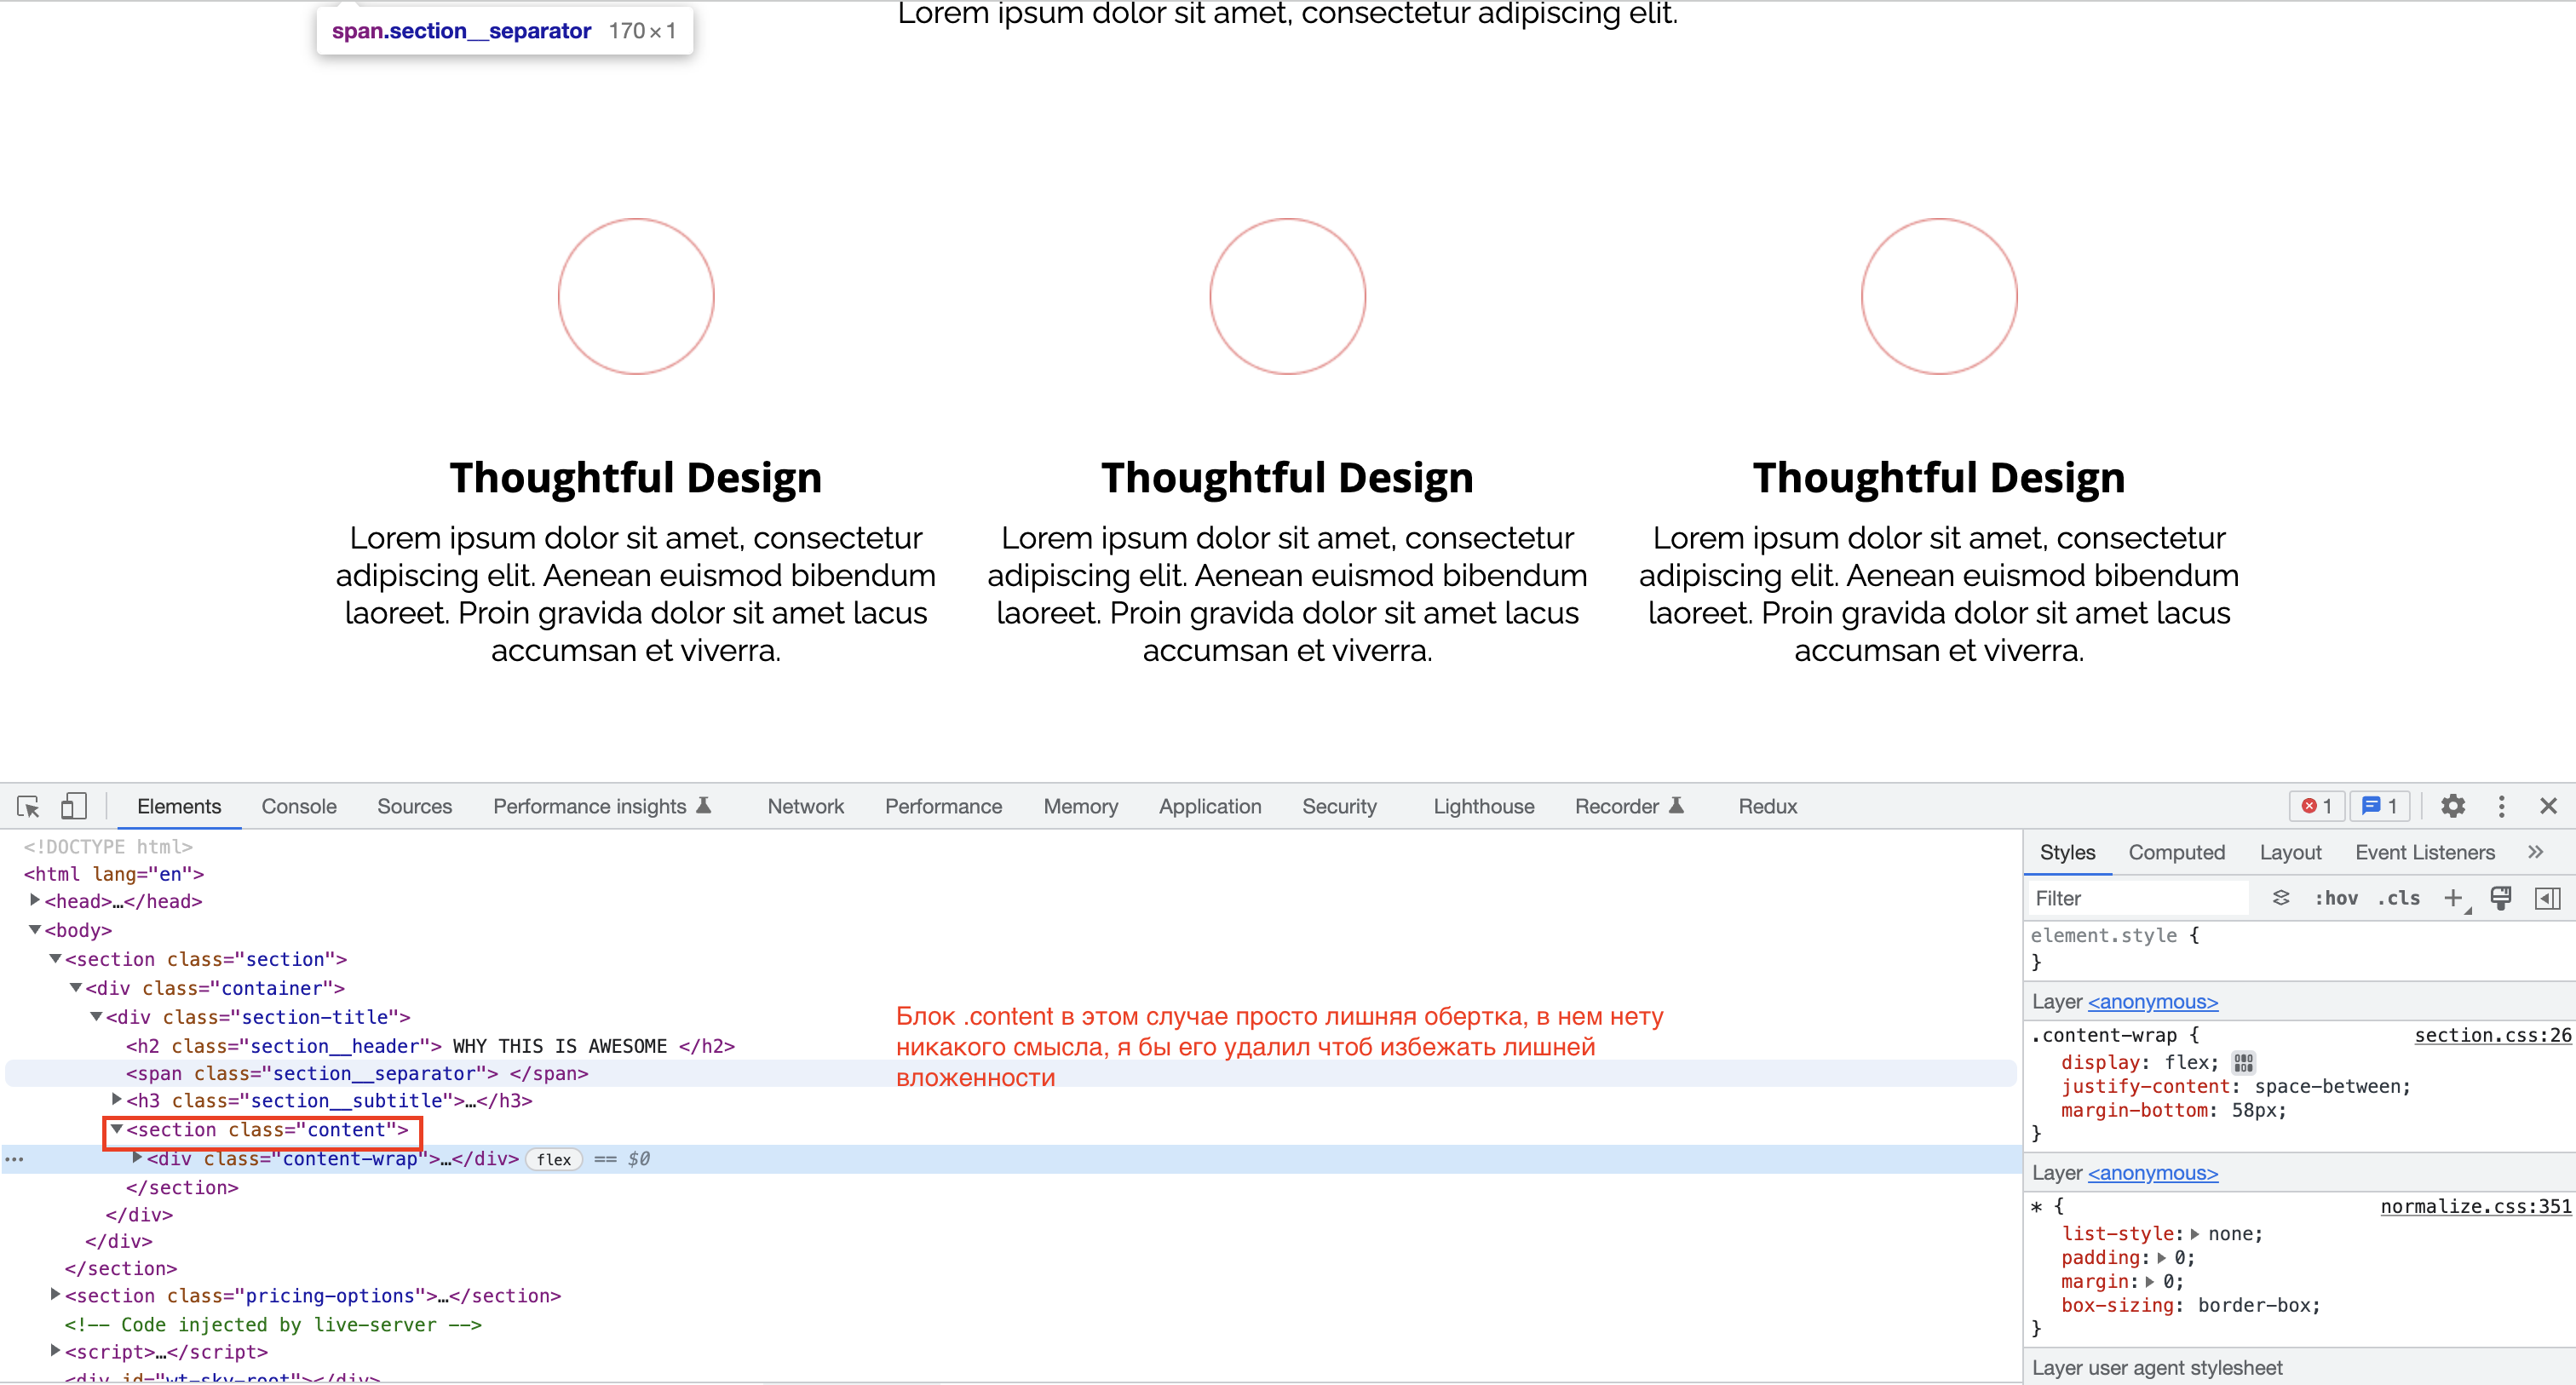 Lorem ipsum dolor sit amet, consectetur adipiscing elit.
span.section__separator 170×1
Thoughtful Design
Lorem ipsum dolor sit amet, consectetur
adipiscing elit. Aenean euismod bibendum
laoreet. Proin gravida dolor sit amet lacus
accumsan et viverra.
Thoughtful Design
Lorem ipsum dolor sit amet, consectetur
adipiscing elit. Aenean euismod bibendum
laoreet. Proin gravida dolor sit amet lacus
accumsan et viverra.
Thoughtful Design
Lorem ipsum dolor sit amet, consectetur
adipiscing elit. Aenean euismod bibendum
laoreet. Proin gravida dolor sit amet lacus
accumsan et viverra.
Elements Console Sources Performance insights Network Performance Memory Application Security Lighthouse Recorder Redux 1 1
<!DOCTYPE html>
<html lang="en">
<head>…</head>
<body>
<section class="section">
<div class="container">
<div class="section-title">
<h2 class="section__header"> WHY THIS IS AWESOME </h2>
<span class="section__separator"> </span>
<h3 class="section__subtitle">…</h3>
<section class="content">
<div class="content-wrap">…</div> flex == $0
</section>
</div>
</div>
</section>
<section class="pricing-options">…</section>
<!-- Code injected by live-server -->
<script>…</script>
<div id="wt-sky-root"></div>
Блок .content в этом случае просто лишняя обертка, в нем нету
никакого смысла, я бы его удалил чтоб избежать лишней
вложенности
Styles Computed Layout Event Listeners
Filter :hov .cls
element.style {
}
Layer <anonymous>
.content-wrap { section.css:26
display: flex;
justify-content: space-between;
margin-bottom: 58px;
}
Layer <anonymous>
* { normalize.css:351
list-style: none;
padding: 0;
margin: 0;
box-sizing: border-box;
}
Layer user agent stylesheet